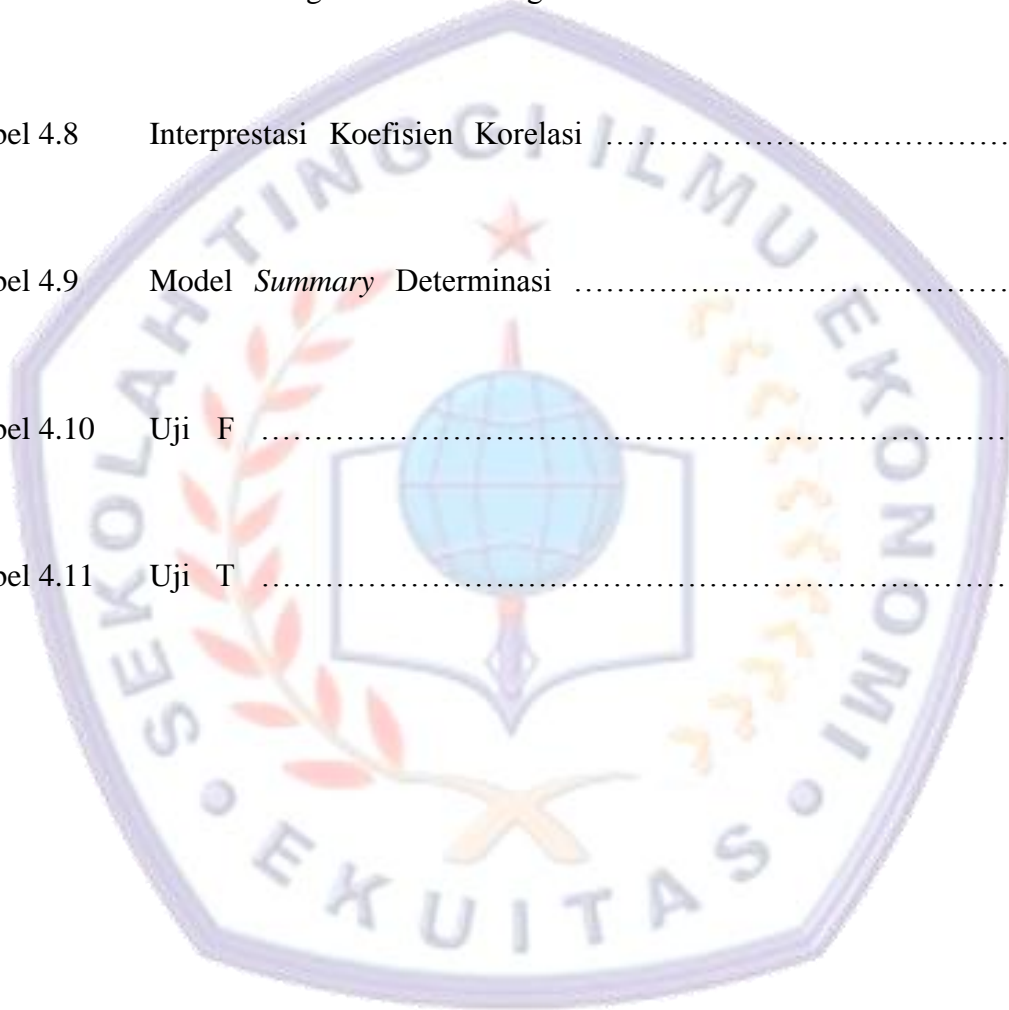 bel 4.8 Interprestasi Koefisien Korelasi ……………………………………
bel 4.9 Model Summary Determinasi ………………………………………
bel 4.10 Uji F ………………………………………………………………
bel 4.11 Uji T ………………………………………………………………
SEKOLAH TINGGI ILMU EKONOMI
• EKUITAS •